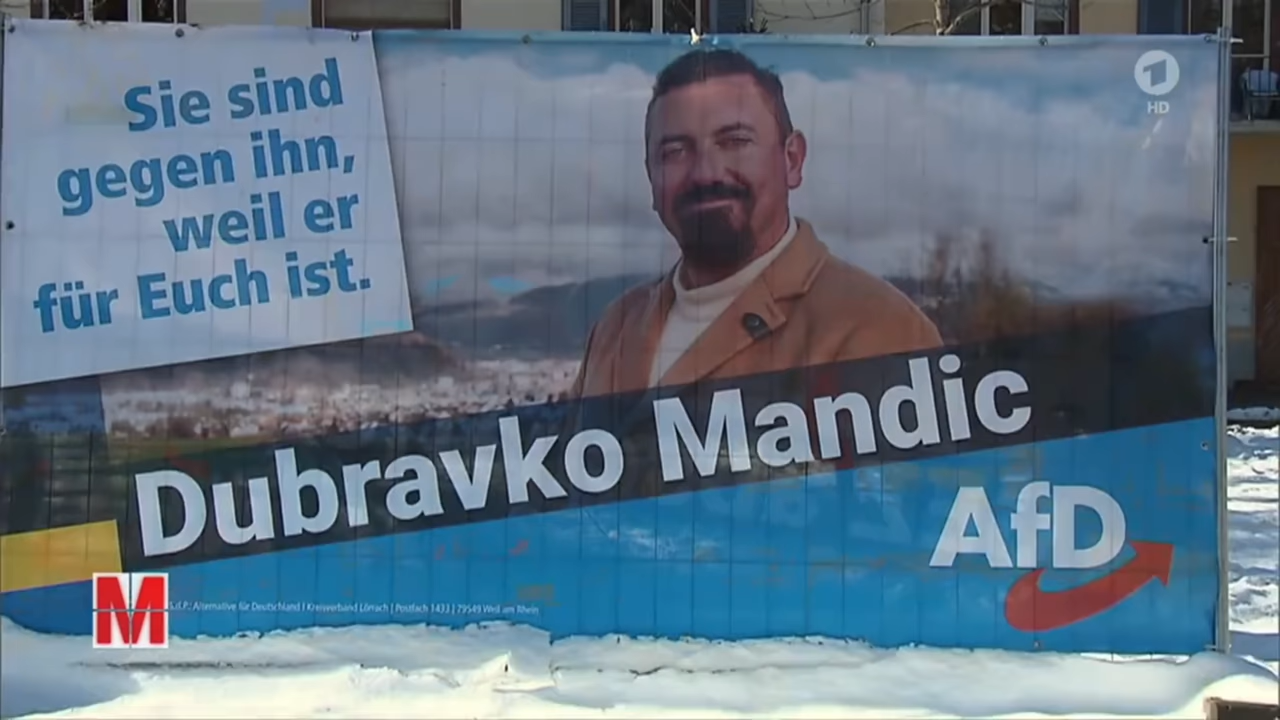 Sie sind
gegen ihn,
weil er
für Euch ist.
1
HD
Dubravko Mandic
AfD
M
V.i.S.d.P.: Alternative für Deutschland | Kreisverband Lörrach | Postfach 1433 | 79549 Weil am Rhein